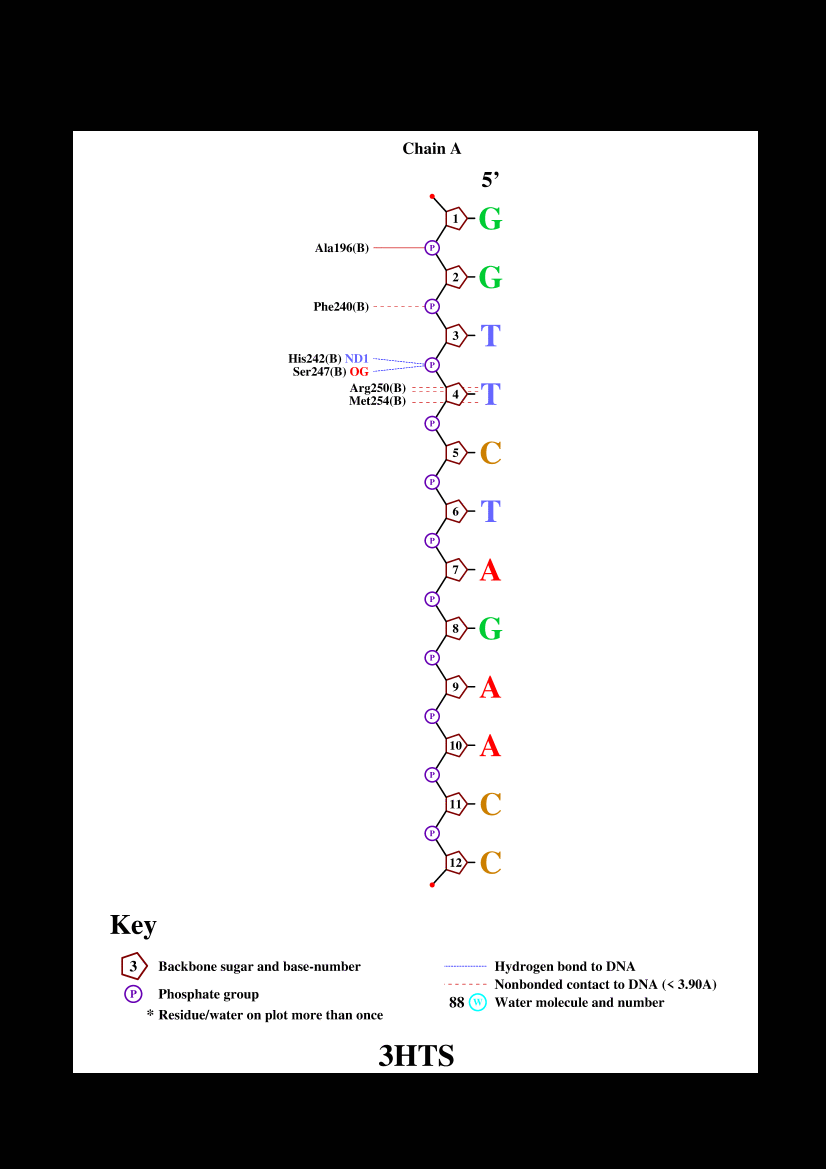 Chain A
5’
1 G
Ala196(B) P
2 G
Phe240(B) P
3 T
His242(B) ND1 P
Ser247(B) OG
Arg250(B)
4 T
Met254(B)
P
5 C
P
6 T
P
7 A
P
8 G
P
9 A
P
10 A
P
11 C
P
12 C
Key
3 Backbone sugar and base-number
P Phosphate group
* Residue/water on plot more than once
Hydrogen bond to DNA
Nonbonded contact to DNA (< 3.90A)
88 W Water molecule and number
3HTS